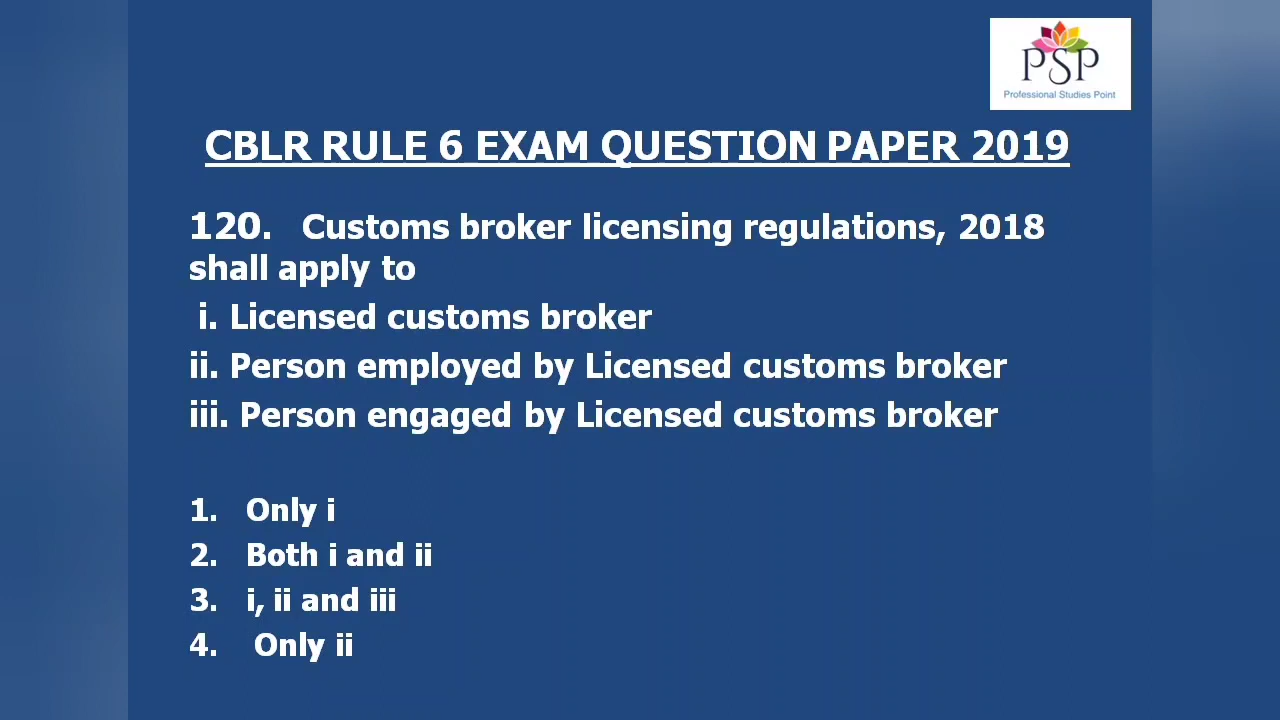 PSP
Professional Studies Point
CBLR RULE 6 EXAM QUESTION PAPER 2019
120. Customs broker licensing regulations, 2018
shall apply to
i. Licensed customs broker
ii. Person employed by Licensed customs broker
iii. Person engaged by Licensed customs broker
1. Only i
2. Both i and ii
3. i, ii and iii
4. Only ii